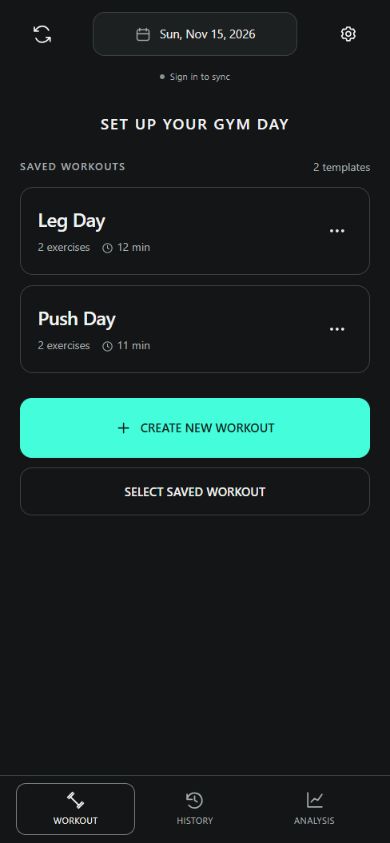 Sun, Nov 15, 2026
Sign in to sync
SET UP YOUR GYM DAY
SAVED WORKOUTS
2 templates
Leg Day
2 exercises 12 min
Push Day
2 exercises 11 min
CREATE NEW WORKOUT
SELECT SAVED WORKOUT
WORKOUT
HISTORY
ANALYSIS